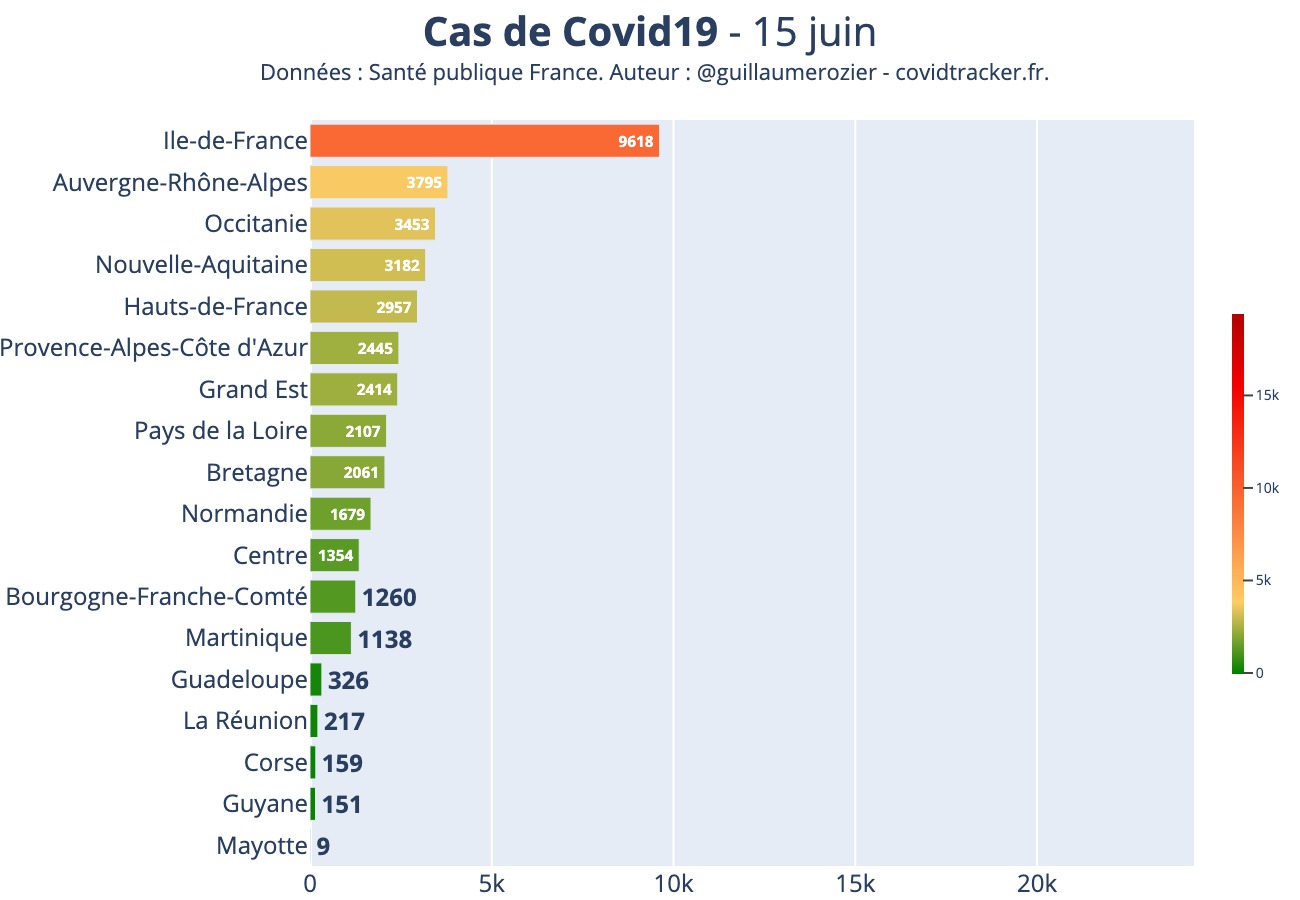 Cas de Covid19 - 15 juin
Données : Santé publique France. Auteur : @guillaumerozier - covidtracker.fr.
Ile-de-France 9618
Auvergne-Rhône-Alpes 3795
Occitanie 3453
Nouvelle-Aquitaine 3182
Hauts-de-France 2957
Provence-Alpes-Côte d'Azur 2445
Grand Est 2414
Pays de la Loire 2107
Bretagne 2061
Normandie 1679
Centre 1354
Bourgogne-Franche-Comté 1260
Martinique 1138
Guadeloupe 326
La Réunion 217
Corse 159
Guyane 151
Mayotte 9
0 5k 10k 15k 20k
15k
10k
5k
0